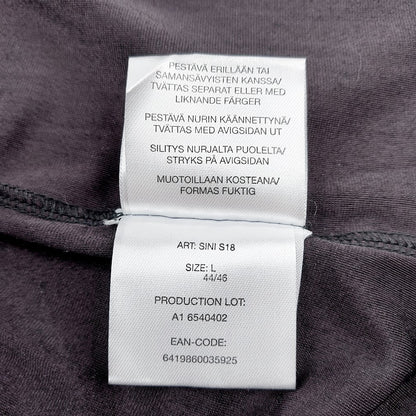 PESTÄVÄ ERILLÄÄN TAI
SAMANSÄVYISTEN KANSSA/
TVÄTTAS SEPARAT ELLER MED
LIKNANDE FÄRGER
PESTÄVÄ NURIN KÄÄNNETTYNÄ/
TVÄTTAS MED AVIGSIDAN UT
SILITYS NURJALTA PUOLELTA/
STRYKS PÅ AVIGSIDAN
MUOTOILLAAN KOSTEANA/
FORMAS FUKTIG
ART: SINI S18
SIZE: L
44/46
PRODUCTION LOT:
A1 6540402
EAN-CODE:
6419860035925